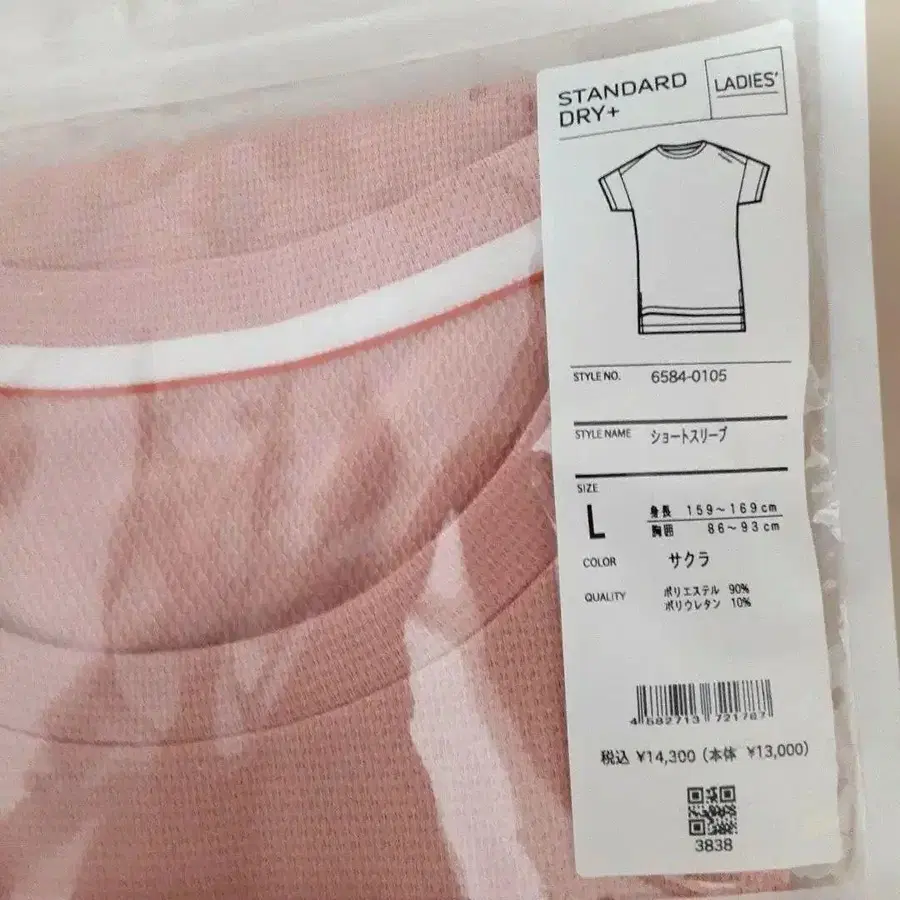 STANDARD
DRY+
LADIES'
STYLE NO. 6584-0105
STYLE NAME ショートスリーブ
SIZE
L 身長 159～169cm
胸囲 86～93cm
COLOR サクラ
QUALITY ポリエステル 90%
ポリウレタン 10%
4 582713 721767
税込 ¥14,300 (本体 ¥13,000)
3838